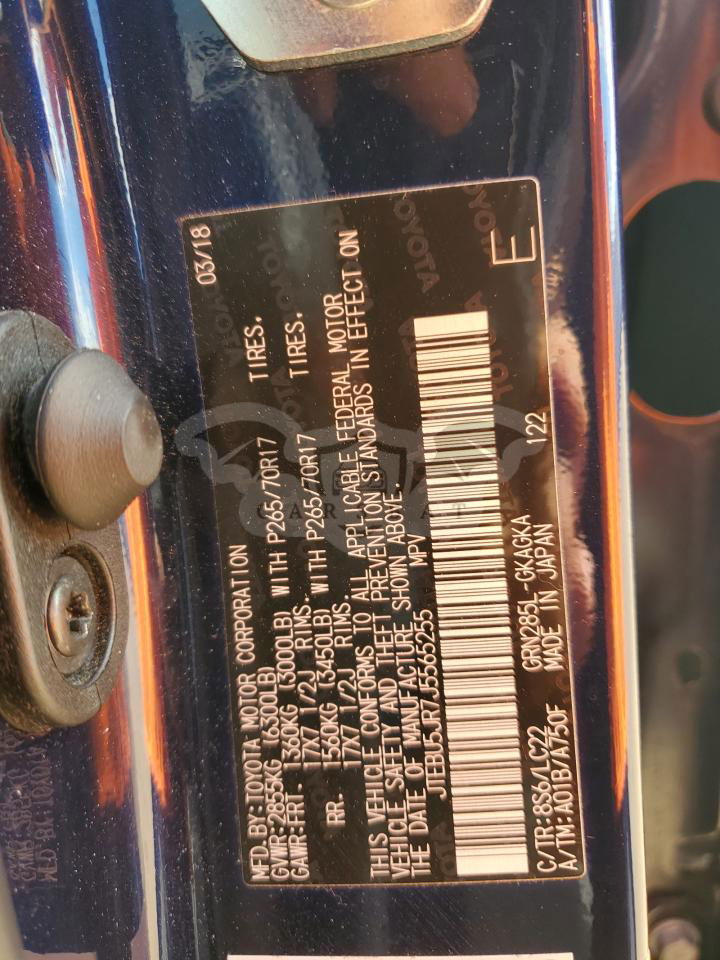 MFD. BY: TOYOTA MOTOR CORPORATION 03/18
GVWR: 2855KG (6300LB)
GAWR: FRT. 1360KG (3000LB) WITH P265/70R17 TIRES.
17X7 1/2J RIMS.
RR. 1560KG (3450LB) WITH P265/70R17 TIRES.
17X7 1/2J RIMS.
THIS VEHICLE CONFORMS TO ALL APPLICABLE FEDERAL MOTOR
VEHICLE SAFETY AND THEFT PREVENTION STANDARDS IN EFFECT ON
THE DATE OF MANUFACTURE SHOWN ABOVE.
JTEBU5JR7J5565255 MPV
C/TR: 8S6/LC22 GRN285L-GKAGKA 122 E
A/TM: A01B/A750F MADE IN JAPAN